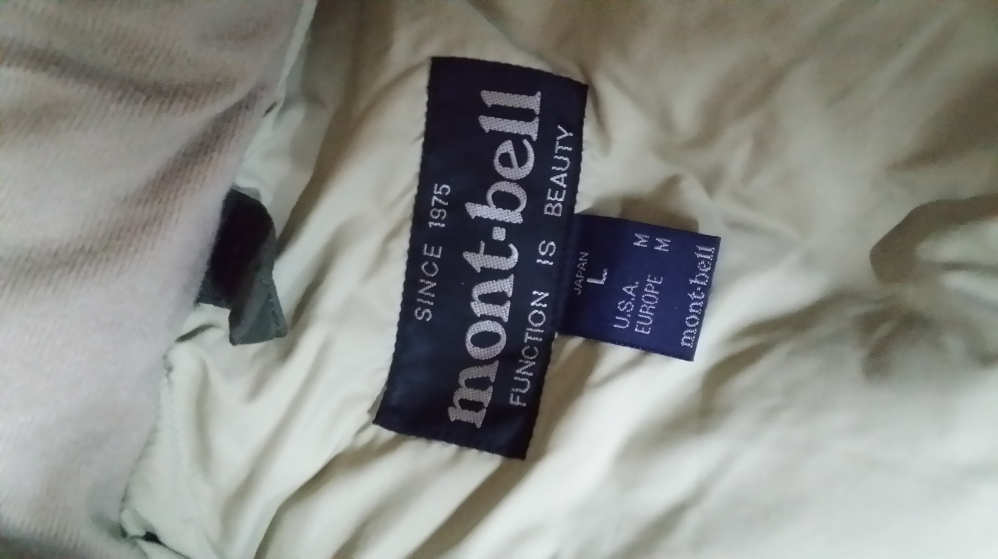 SINCE 1975
mont-bell
FUNCTION IS BEAUTY
JAPAN
L
U.S.A. M
EUROPE M
mont-bell